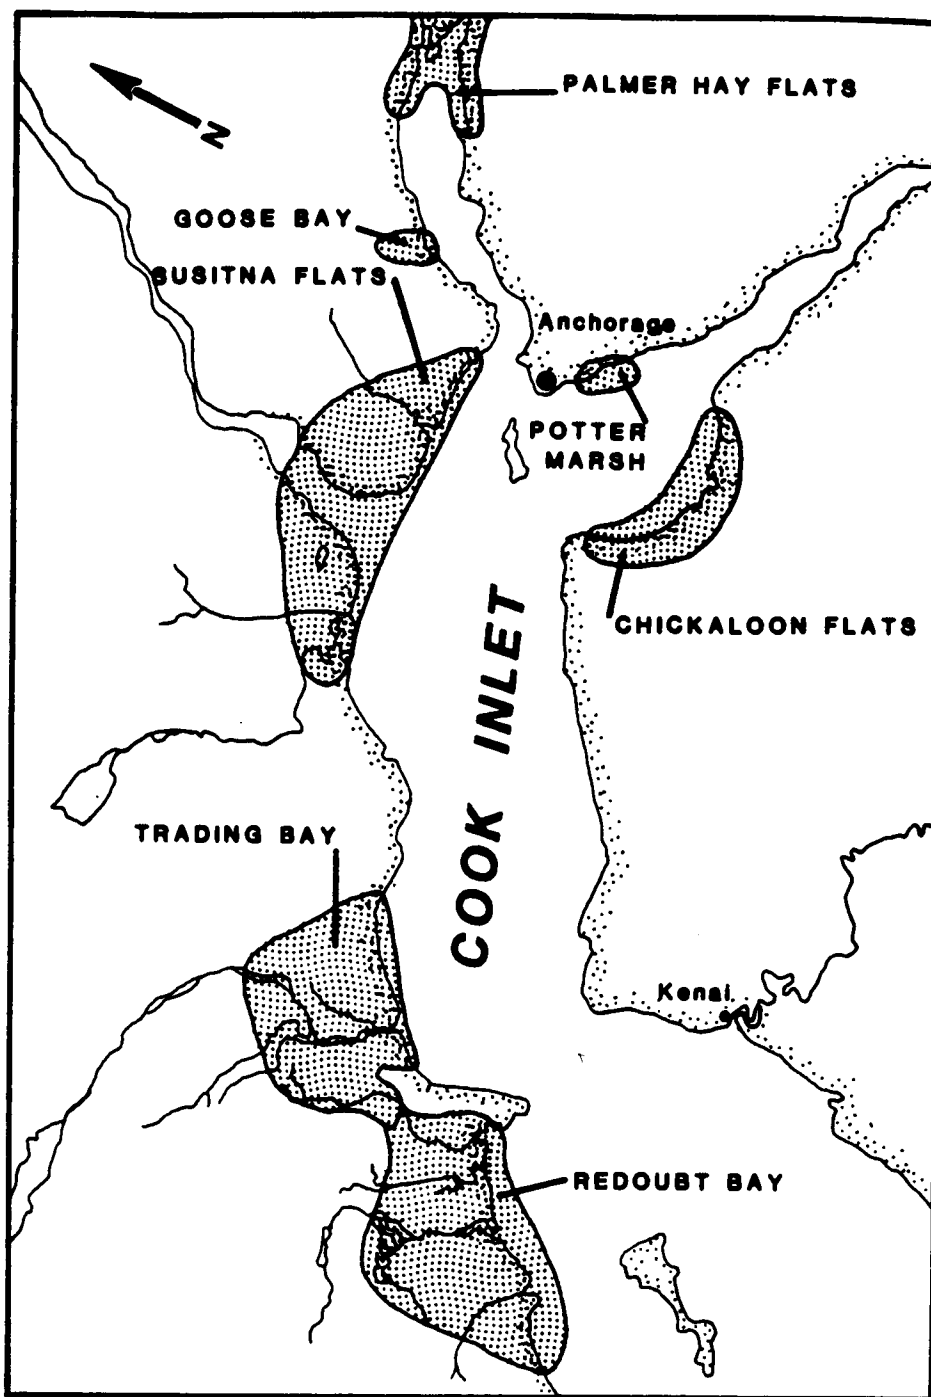 PALMER HAY FLATS
N
GOOSE BAY
SUSITNA FLATS
Anchorage
POTTER
MARSH
CHICKALOON FLATS
COOK INLET
TRADING BAY
Kenai
REDOUBT BAY